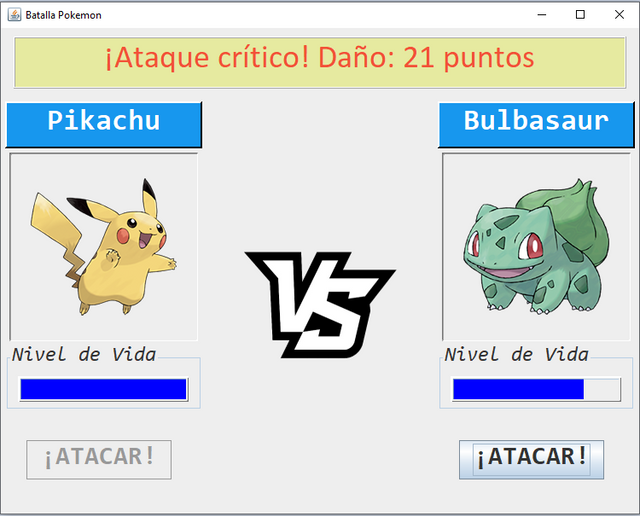 Batalla Pokemon
¡Ataque crítico! Daño: 21 puntos
Pikachu
Bulbasaur
VS
Nivel de Vida
Nivel de Vida
¡ATACAR!
¡ATACAR!